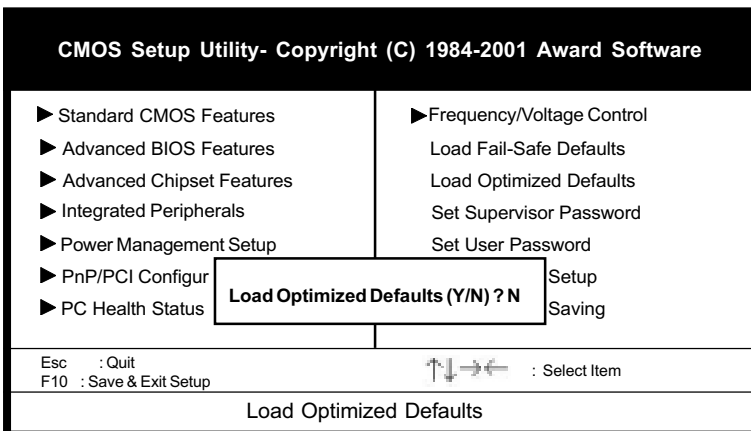 CMOS Setup Utility- Copyright (C) 1984-2001 Award Software
▶ Standard CMOS Features
▶ Advanced BIOS Features
▶ Advanced Chipset Features
▶ Integrated Peripherals
▶ Power Management Setup
▶ PnP/PCI Configur
▶ PC Health Status
▶ Frequency/Voltage Control
Load Fail-Safe Defaults
Load Optimized Defaults
Set Supervisor Password
Set User Password
Setup
Saving
Load Optimized Defaults (Y/N) ? N
Esc : Quit
F10 : Save & Exit Setup
↑↓→← : Select Item
Load Optimized Defaults